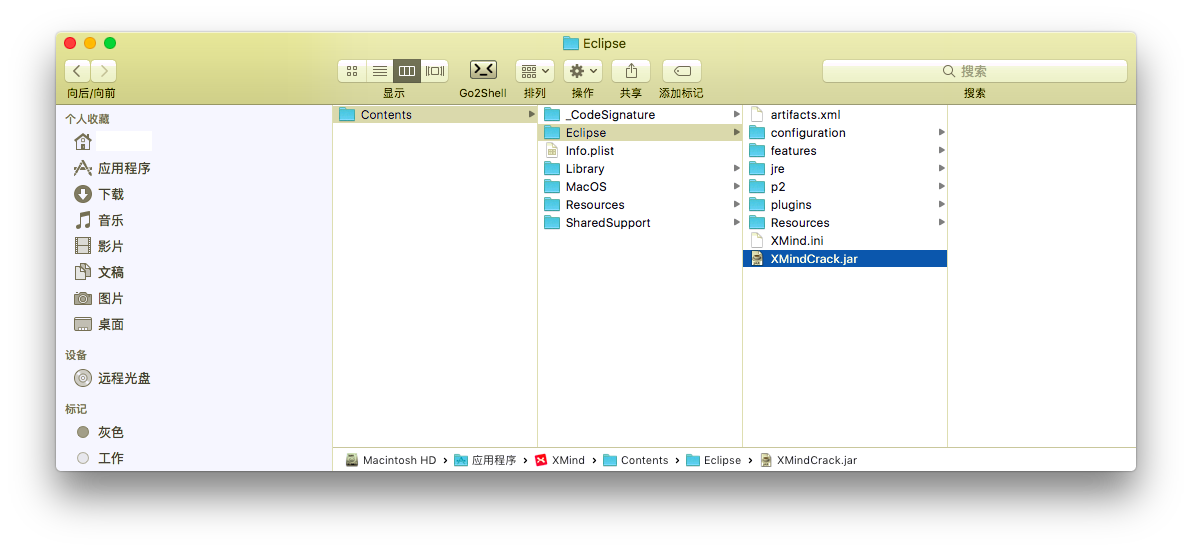 Eclipse
向后/向前
显示
Go2Shell
排列
操作
共享
添加标记
搜索
搜索
个人收藏
应用程序
下载
音乐
影片
文稿
图片
桌面
设备
远程光盘
标记
灰色
工作
Contents
_CodeSignature
Eclipse
Info.plist
Library
MacOS
Resources
SharedSupport
artifacts.xml
configuration
features
jre
p2
plugins
Resources
XMind.ini
XMindCrack.jar
Macintosh HD › 应用程序 › XMind › Contents › Eclipse › XMindCrack.jar